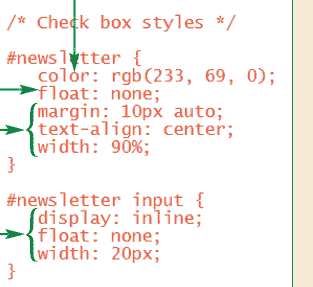 /* Check box styles */
#newsletter {
color: rgb(233, 69, 0);
float: none;
margin: 10px auto;
text-align: center;
width: 90%;
}
#newsletter input {
display: inline;
float: none;
width: 20px;
}